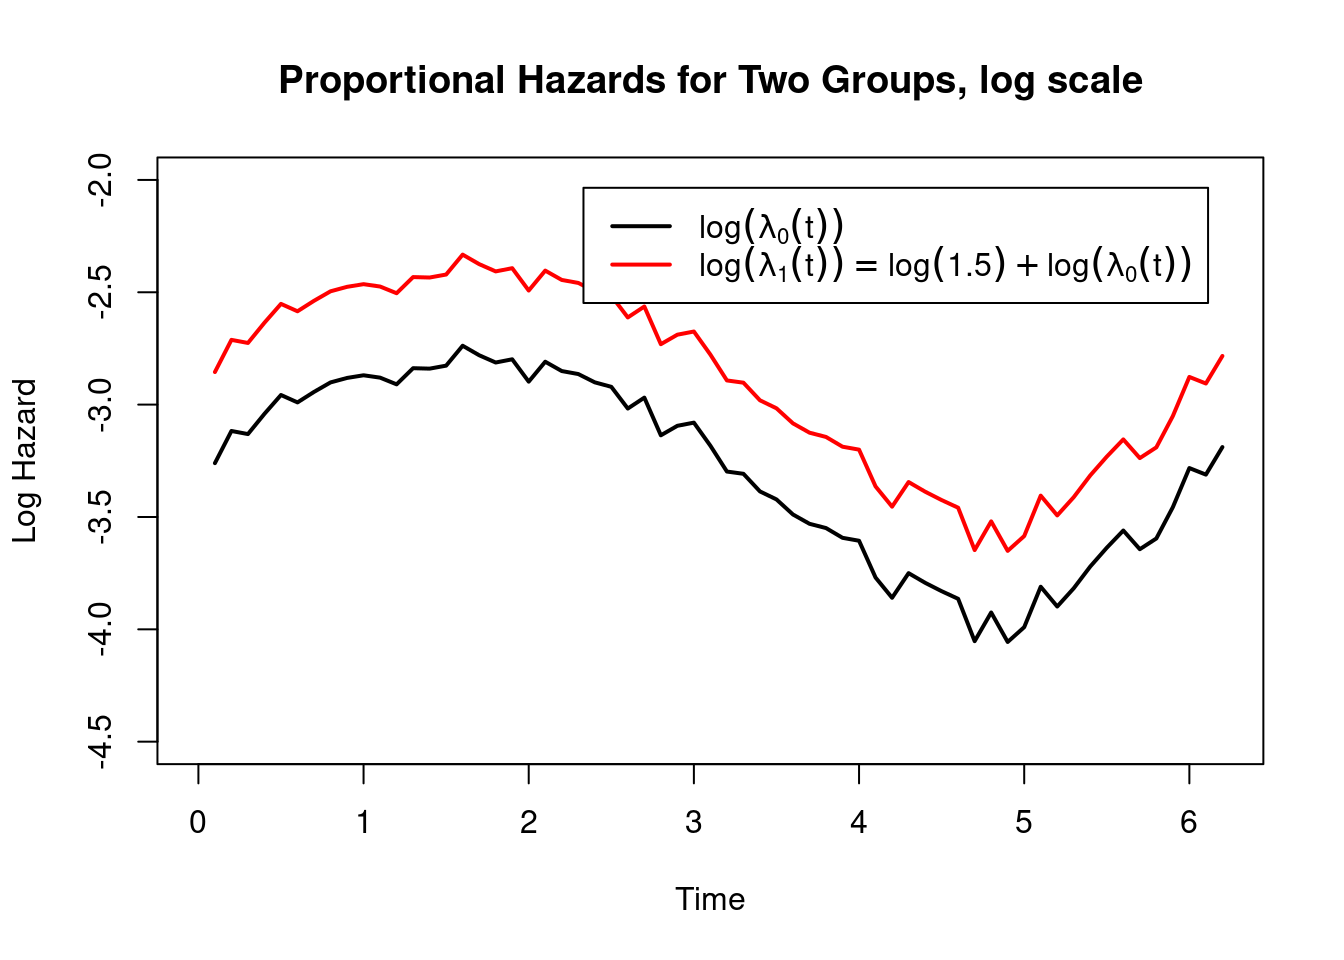 Proportional Hazards for Two Groups, log scale
log(λ₀(t))
log(λ₁(t)) = log(1.5) + log(λ₀(t))
Log Hazard
-2.0
-2.5
-3.0
-3.5
-4.0
-4.5
0 1 2 3 4 5 6
Time